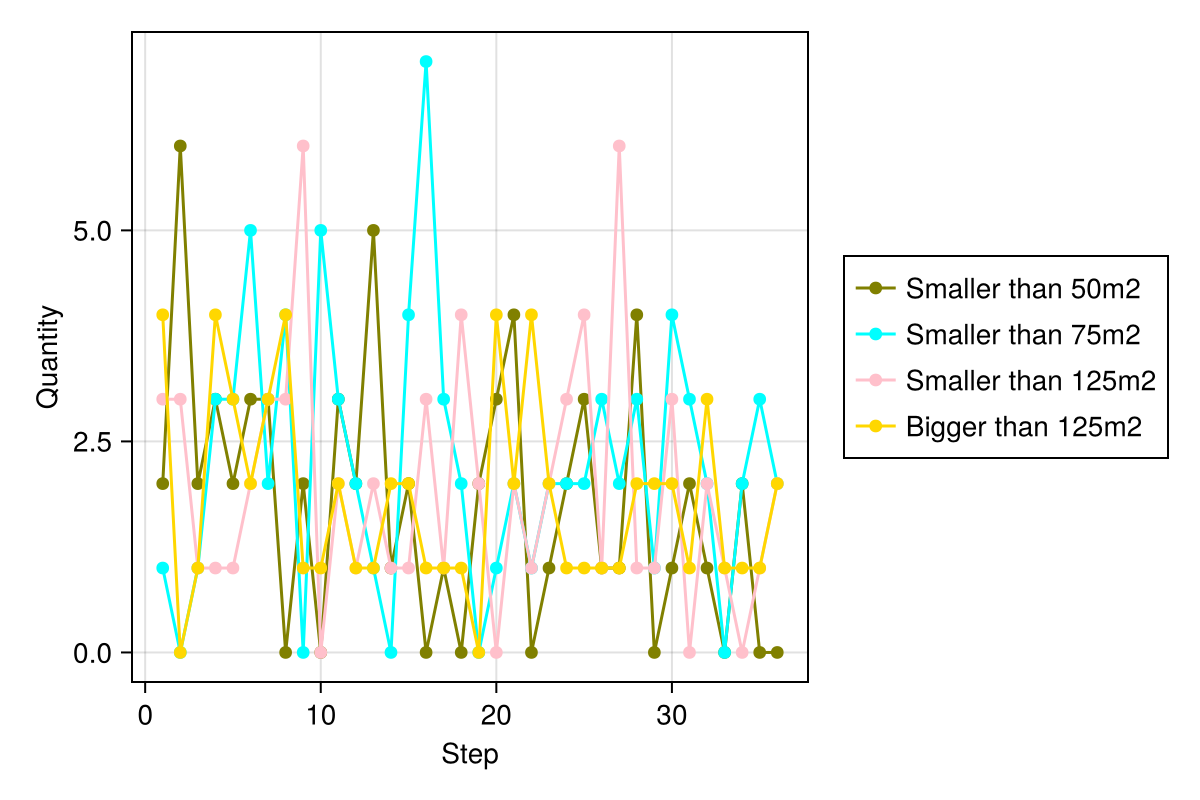 Quantity
5.0
2.5
0.0
0
10
20
30
Step
Smaller than 50m2
Smaller than 75m2
Smaller than 125m2
Bigger than 125m2